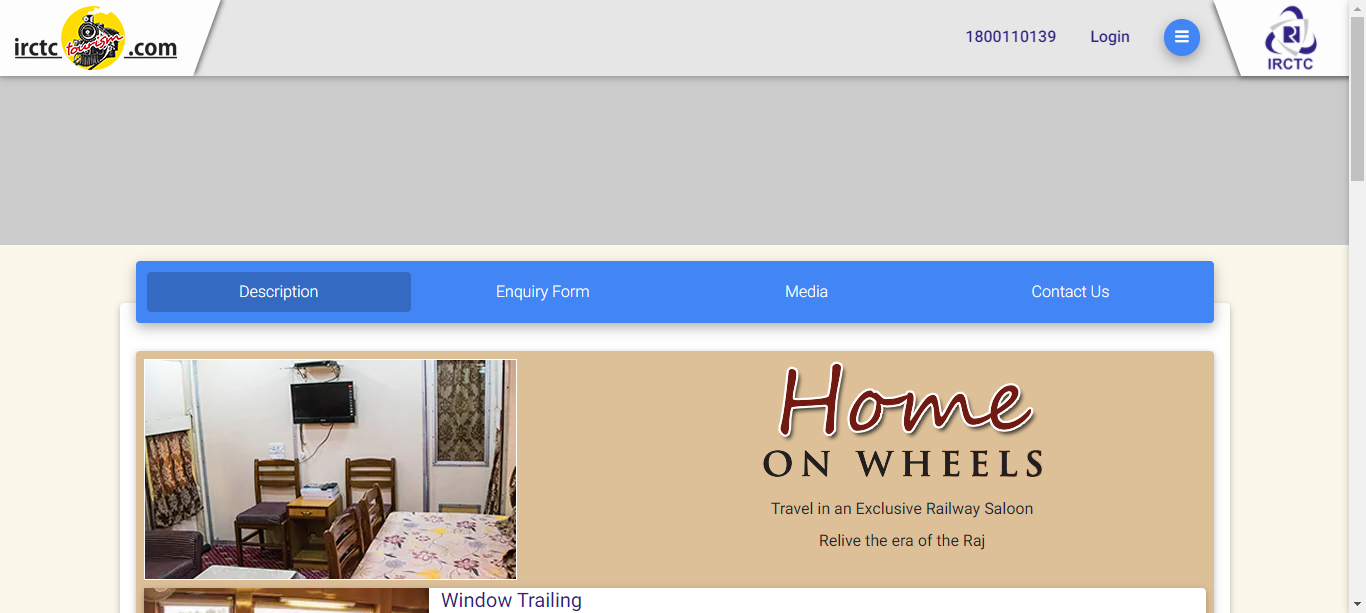 irctc tourism .com
1800110139
Login
IRCTC
Description
Enquiry Form
Media
Contact Us
Home
ON WHEELS
Travel in an Exclusive Railway Saloon
Relive the era of the Raj
Window Trailing